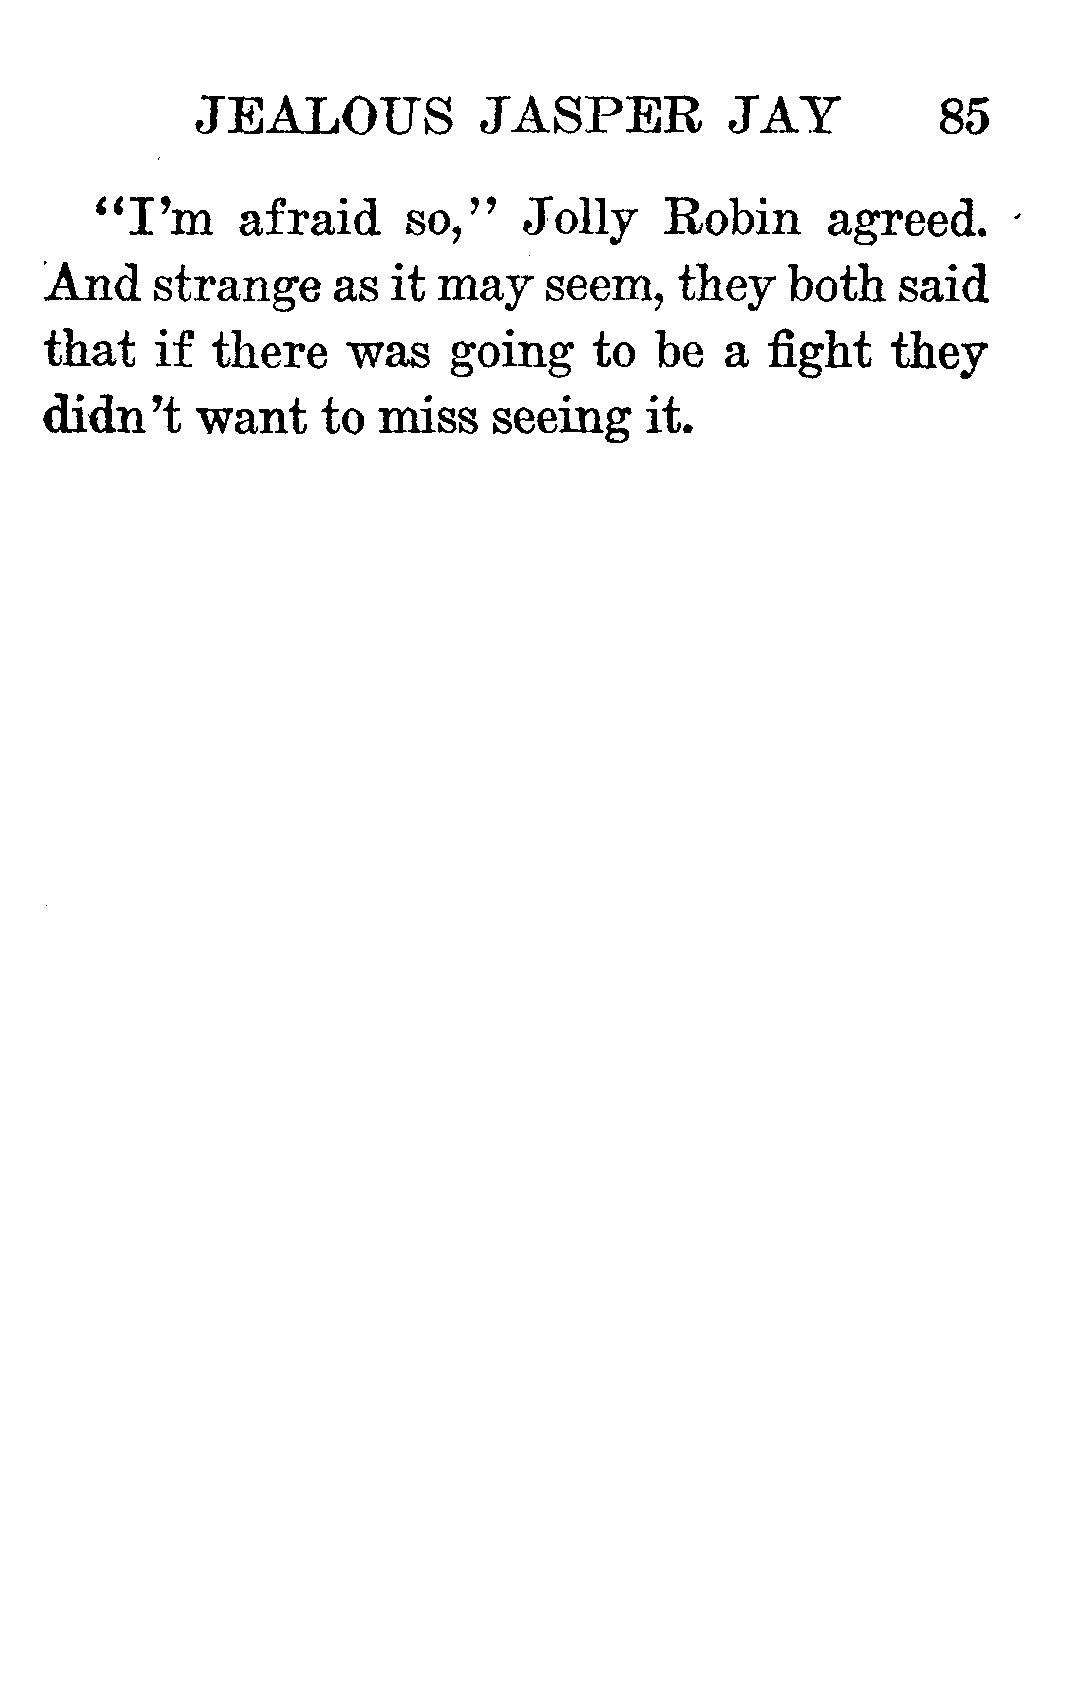 JEALOUS JASPER JAY 85
"I'm afraid so," Jolly Robin agreed.
And strange as it may seem, they both said
that if there was going to be a fight they
didn't want to miss seeing it.